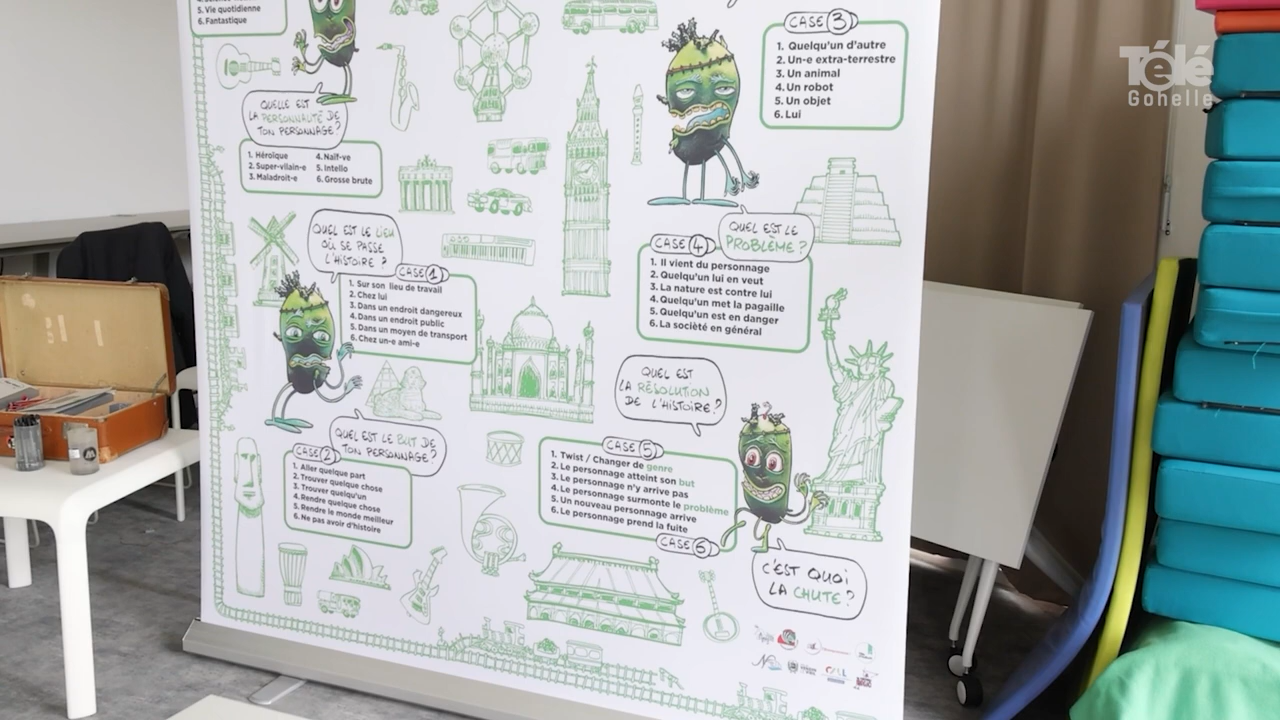 5. Vie quotidienne
6. Fantastique
QUELLE EST
LA PERSONNALITÉ DE
TON PERSONNAGE?
1. Héroïque
2. Super-vilain-e
3. Maladroit-e
4. Naïf-ve
5. Intello
6. Grosse brute
QUEL EST LE LIEU
OÙ SE PASSE
L'HISTOIRE ?
CASE 1
1. Sur son lieu de travail
2. Chez lui
3. Dans un endroit dangereux
4. Dans un endroit public
5. Dans un moyen de transport
6. Chez un-e ami-e
QUEL EST LE BUT DE
TON PERSONNAGE?
CASE 2
1. Aller quelque part
2. Trouver quelque chose
3. Trouver quelqu'un
4. Rendre quelque chose
5. Rendre le monde meilleur
6. Ne pas avoir d'histoire
CASE 3
1. Quelqu'un d'autre
2. Un-e extra-terrestre
3. Un animal
4. Un robot
5. Un objet
6. Lui
QUEL EST LE
PROBLÈME ?
CASE 4
1. Il vient du personnage
2. Quelqu'un lui en veut
3. La nature est contre lui
4. Quelqu'un met la pagaille
5. Quelqu'un est en danger
6. La société en général
QUEL EST
LA RÉSOLUTION
DE L'HISTOIRE?
CASE 5
1. Twist / Changer de genre
2. Le personnage atteint son but
3. Le personnage n'y arrive pas
4. Le personnage surmonte le problème
5. Un nouveau personnage arrive
6. Le personnage prend la fuite
CASE 6
C'EST QUOI
LA CHUTE?
Télé
Gohelle